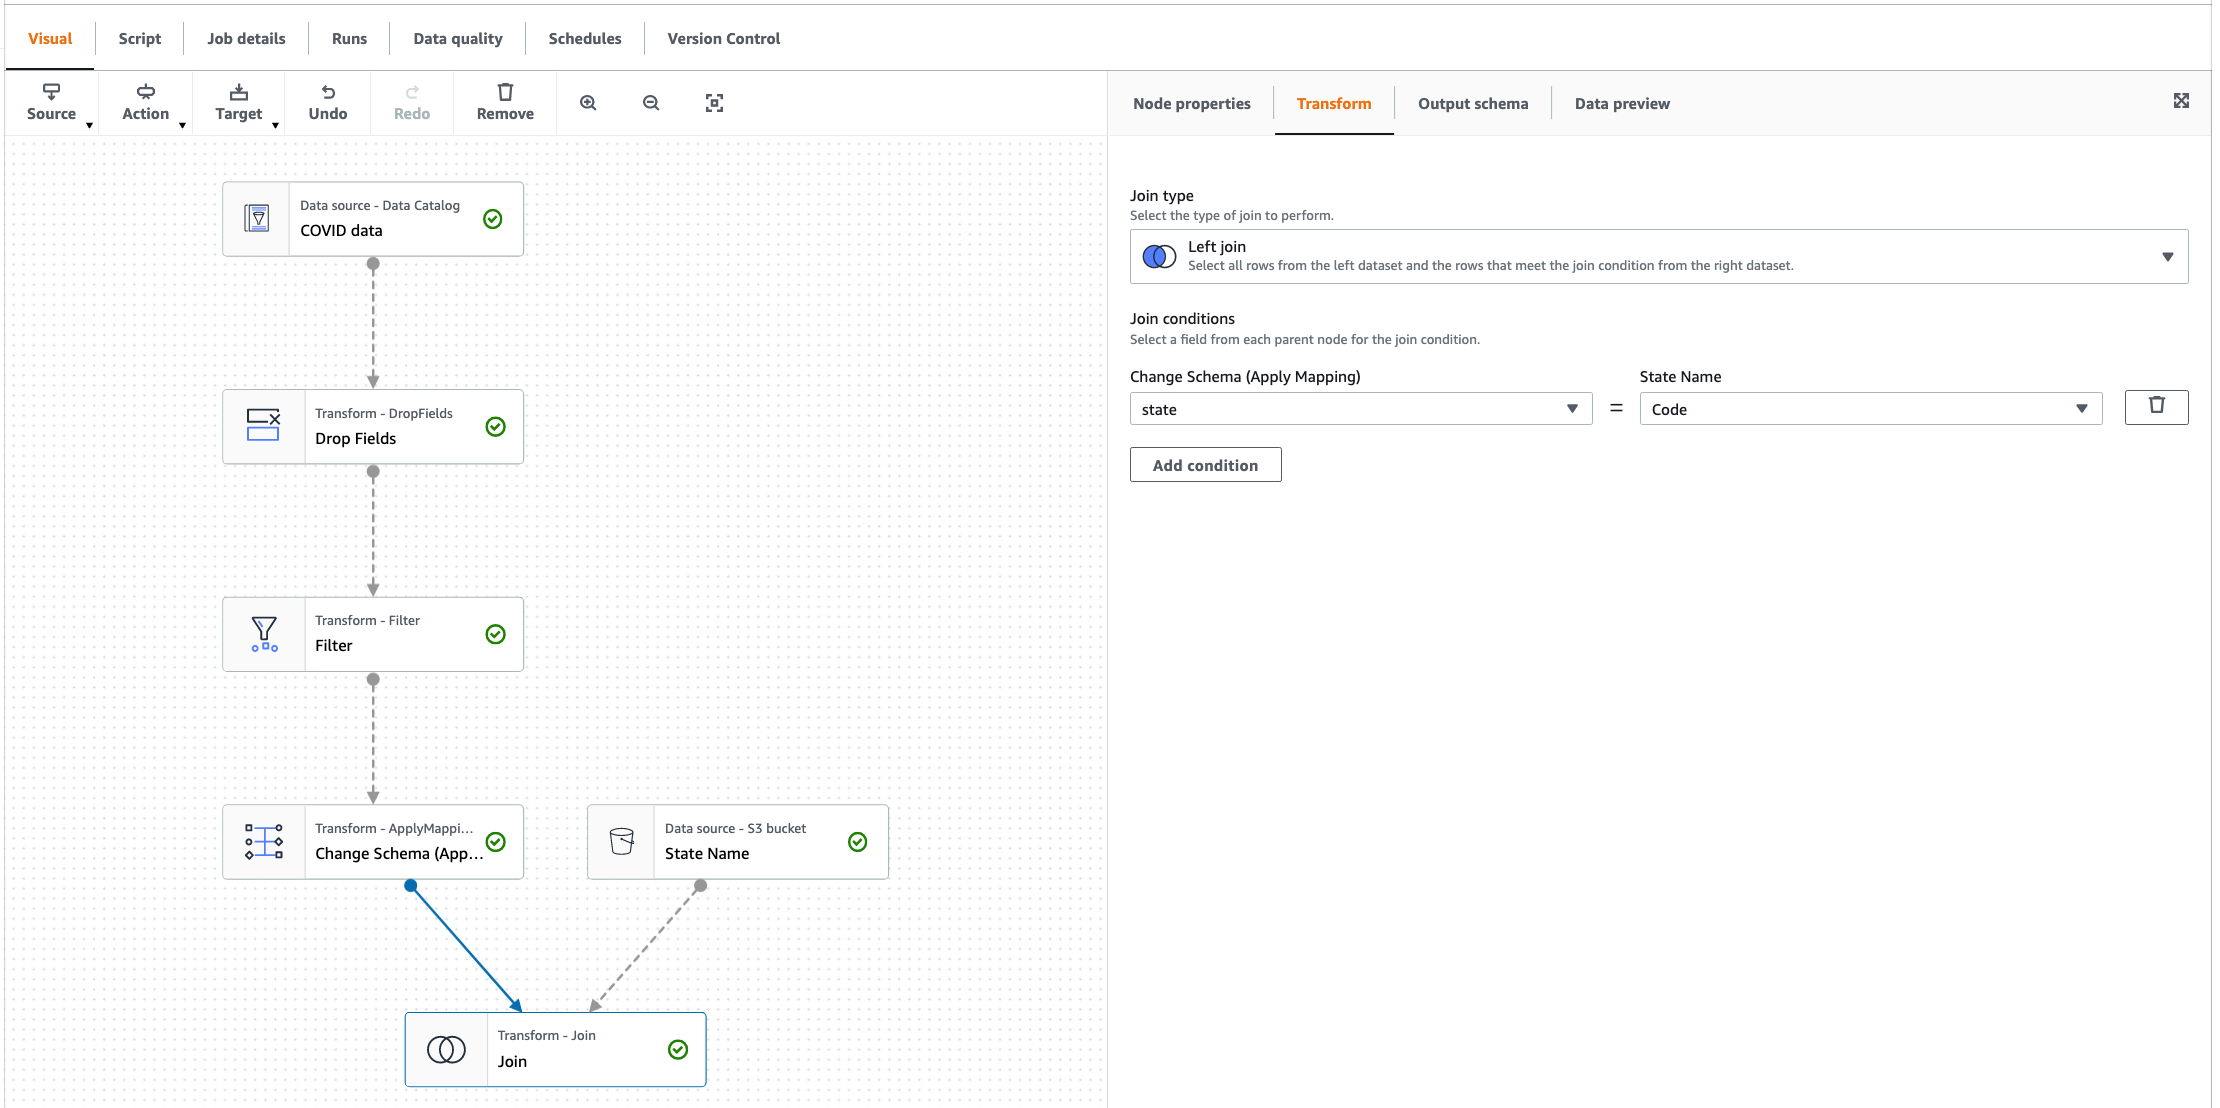 Visual
Script
Job details
Runs
Data quality
Schedules
Version Control
Source
Action
Target
Undo
Redo
Remove
Node properties
Transform
Output schema
Data preview
Data source - Data Catalog
COVID data
Transform - DropFields
Drop Fields
Transform - Filter
Filter
Transform - ApplyMappi...
Change Schema (App...
Data source - S3 bucket
State Name
Transform - Join
Join
Join type
Select the type of join to perform.
Left join
Select all rows from the left dataset and the rows that meet the join condition from the right dataset.
Join conditions
Select a field from each parent node for the join condition.
Change Schema (Apply Mapping)
State Name
state
=
Code
Add condition